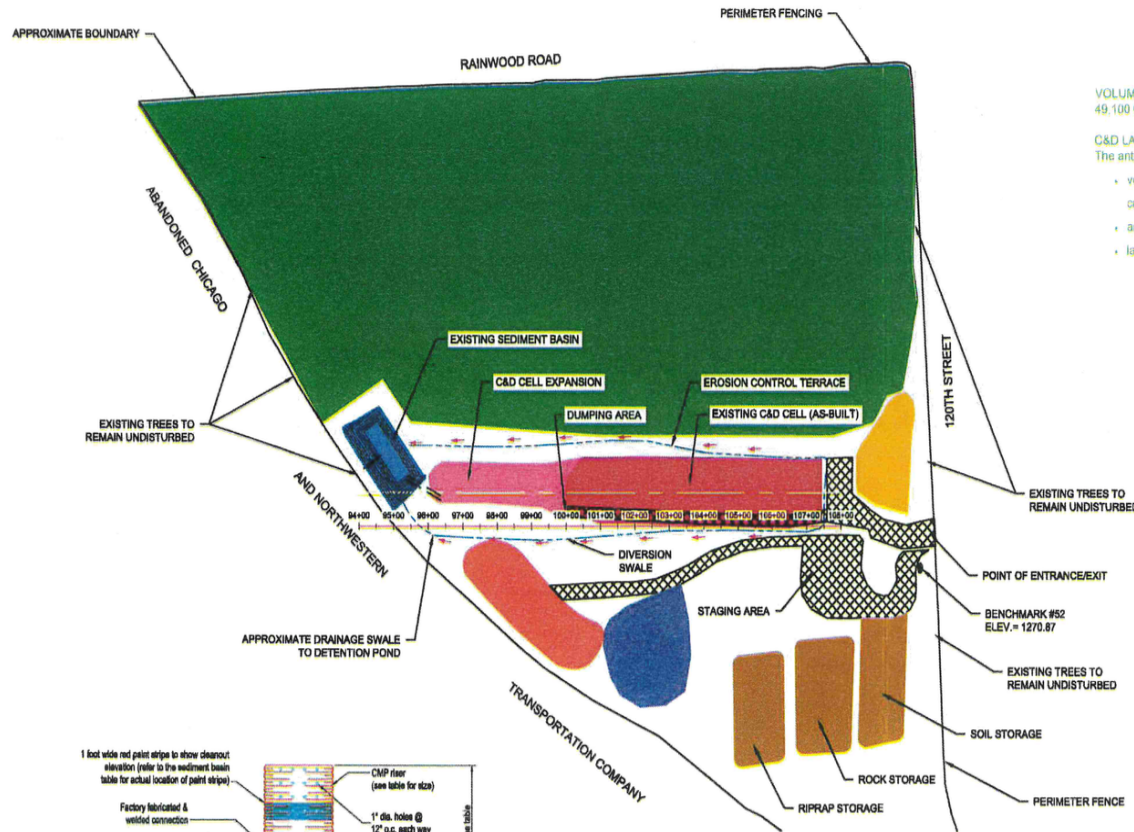 PERIMETER FENCING
APPROXIMATE BOUNDARY
RAINWOOD ROAD
VOLUM
49,100
C&D LA
The ant
ABANDONED CHICAGO
EXISTING SEDIMENT BASIN
C&D CELL EXPANSION
EROSION CONTROL TERRACE
DUMPING AREA
EXISTING C&D CELL (AS-BUILT)
120TH STREET
EXISTING TREES TO
REMAIN UNDISTURBED
EXISTING TREES TO
REMAIN UNDISTURBED
AND NORTHWESTERN
94+00 95+00 96+00 97+00 98+00 99+00 100+00 101+00 102+00 103+00 104+00 105+00 106+00 107+00 108+00
DIVERSION
SWALE
STAGING AREA
POINT OF ENTRANCE/EXIT
BENCHMARK #52
ELEV.= 1270.87
APPROXIMATE DRAINAGE SWALE
TO DETENTION POND
EXISTING TREES TO
REMAIN UNDISTURBED
TRANSPORTATION COMPANY
SOIL STORAGE
ROCK STORAGE
RIPRAP STORAGE
PERIMETER FENCE
1 foot wide red paint stripe to show cleanout
elevation (refer to the sediment basin
table for actual location of paint stripe)
CMP riser
(see table for size)
Factory fabricated &
welded connection
1" dia. holes @
12" o.c. each way
table